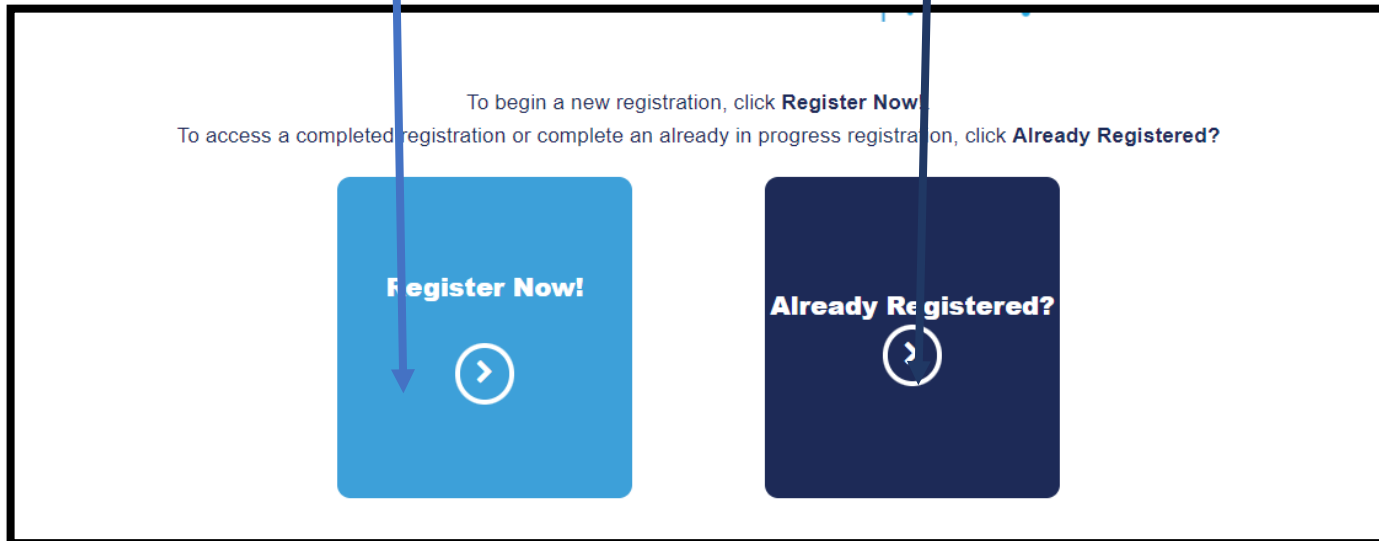 To begin a new registration, click Register Now!
To access a completed registration or complete an already in progress registration, click Already Registered?
Register Now!
Already Registered?